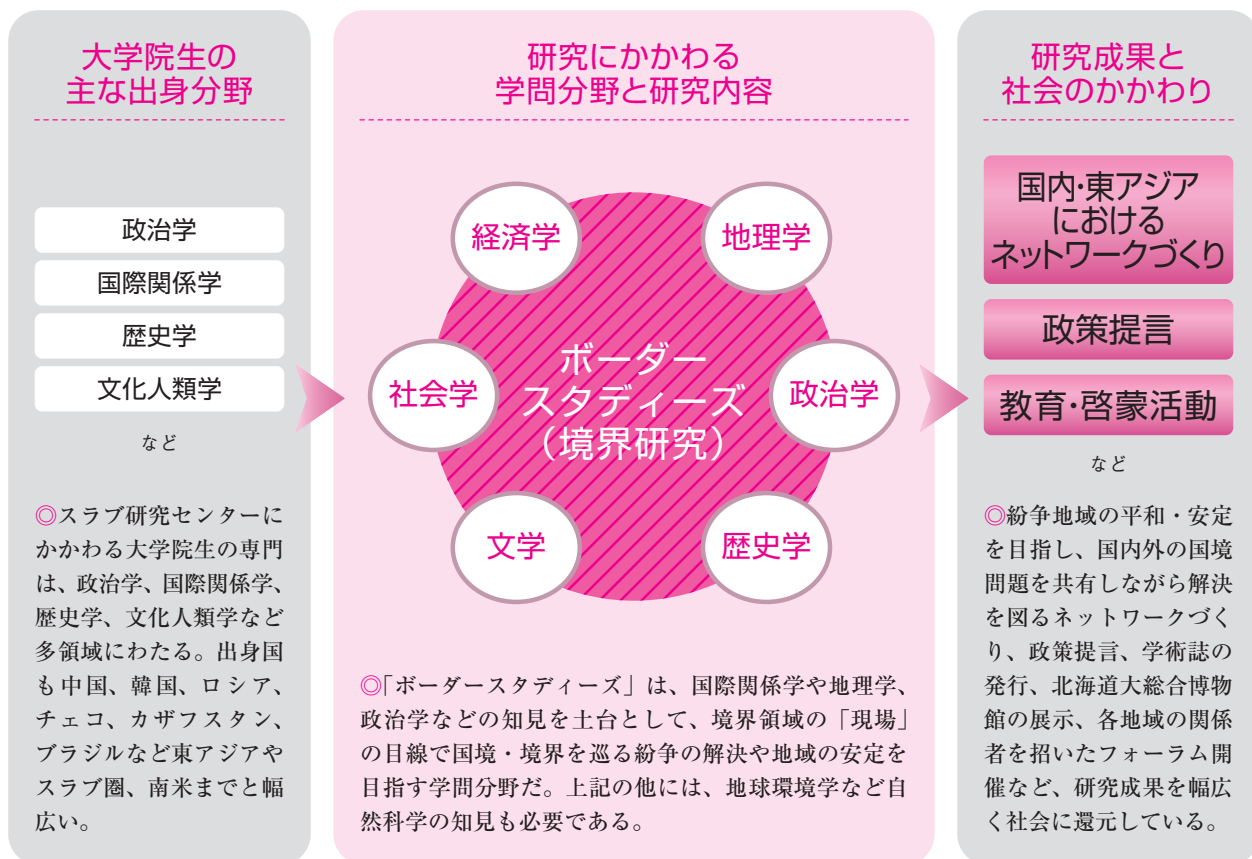 大学院生の
主な出身分野
政治学
国際関係学
歴史学
文化人類学
など
◎スラブ研究センターに
かかわる大学院生の専門
は、政治学、国際関係学、
歴史学、文化人類学など
多領域にわたる。出身国
も中国、韓国、ロシア、
チェコ、カザフスタン、
ブラジルなど東アジアや
スラブ圏、南米までと幅
広い。
研究にかかわる
学問分野と研究内容
経済学
地理学
社会学
ボーダー
スタディーズ
（境界研究）
政治学
文学
歴史学
◎「ボーダースタディーズ」は、国際関係学や地理学、
政治学などの知見を土台として、境界領域の「現場」
の目線で国境・境界を巡る紛争の解決や地域の安定を
目指す学問分野だ。上記の他には、地球環境学など自
然科学の知見も必要である。
研究成果と
社会のかかわり
国内・東アジア
における
ネットワークづくり
政策提言
教育・啓蒙活動
など
◎紛争地域の平和・安定
を目指し、国内外の国境
問題を共有しながら解決
を図るネットワークづく
り、政策提言、学術誌の
発行、北海道大総合博物
館の展示、各地域の関係
者を招いたフォーラム開
催など、研究成果を幅広
く社会に還元している。